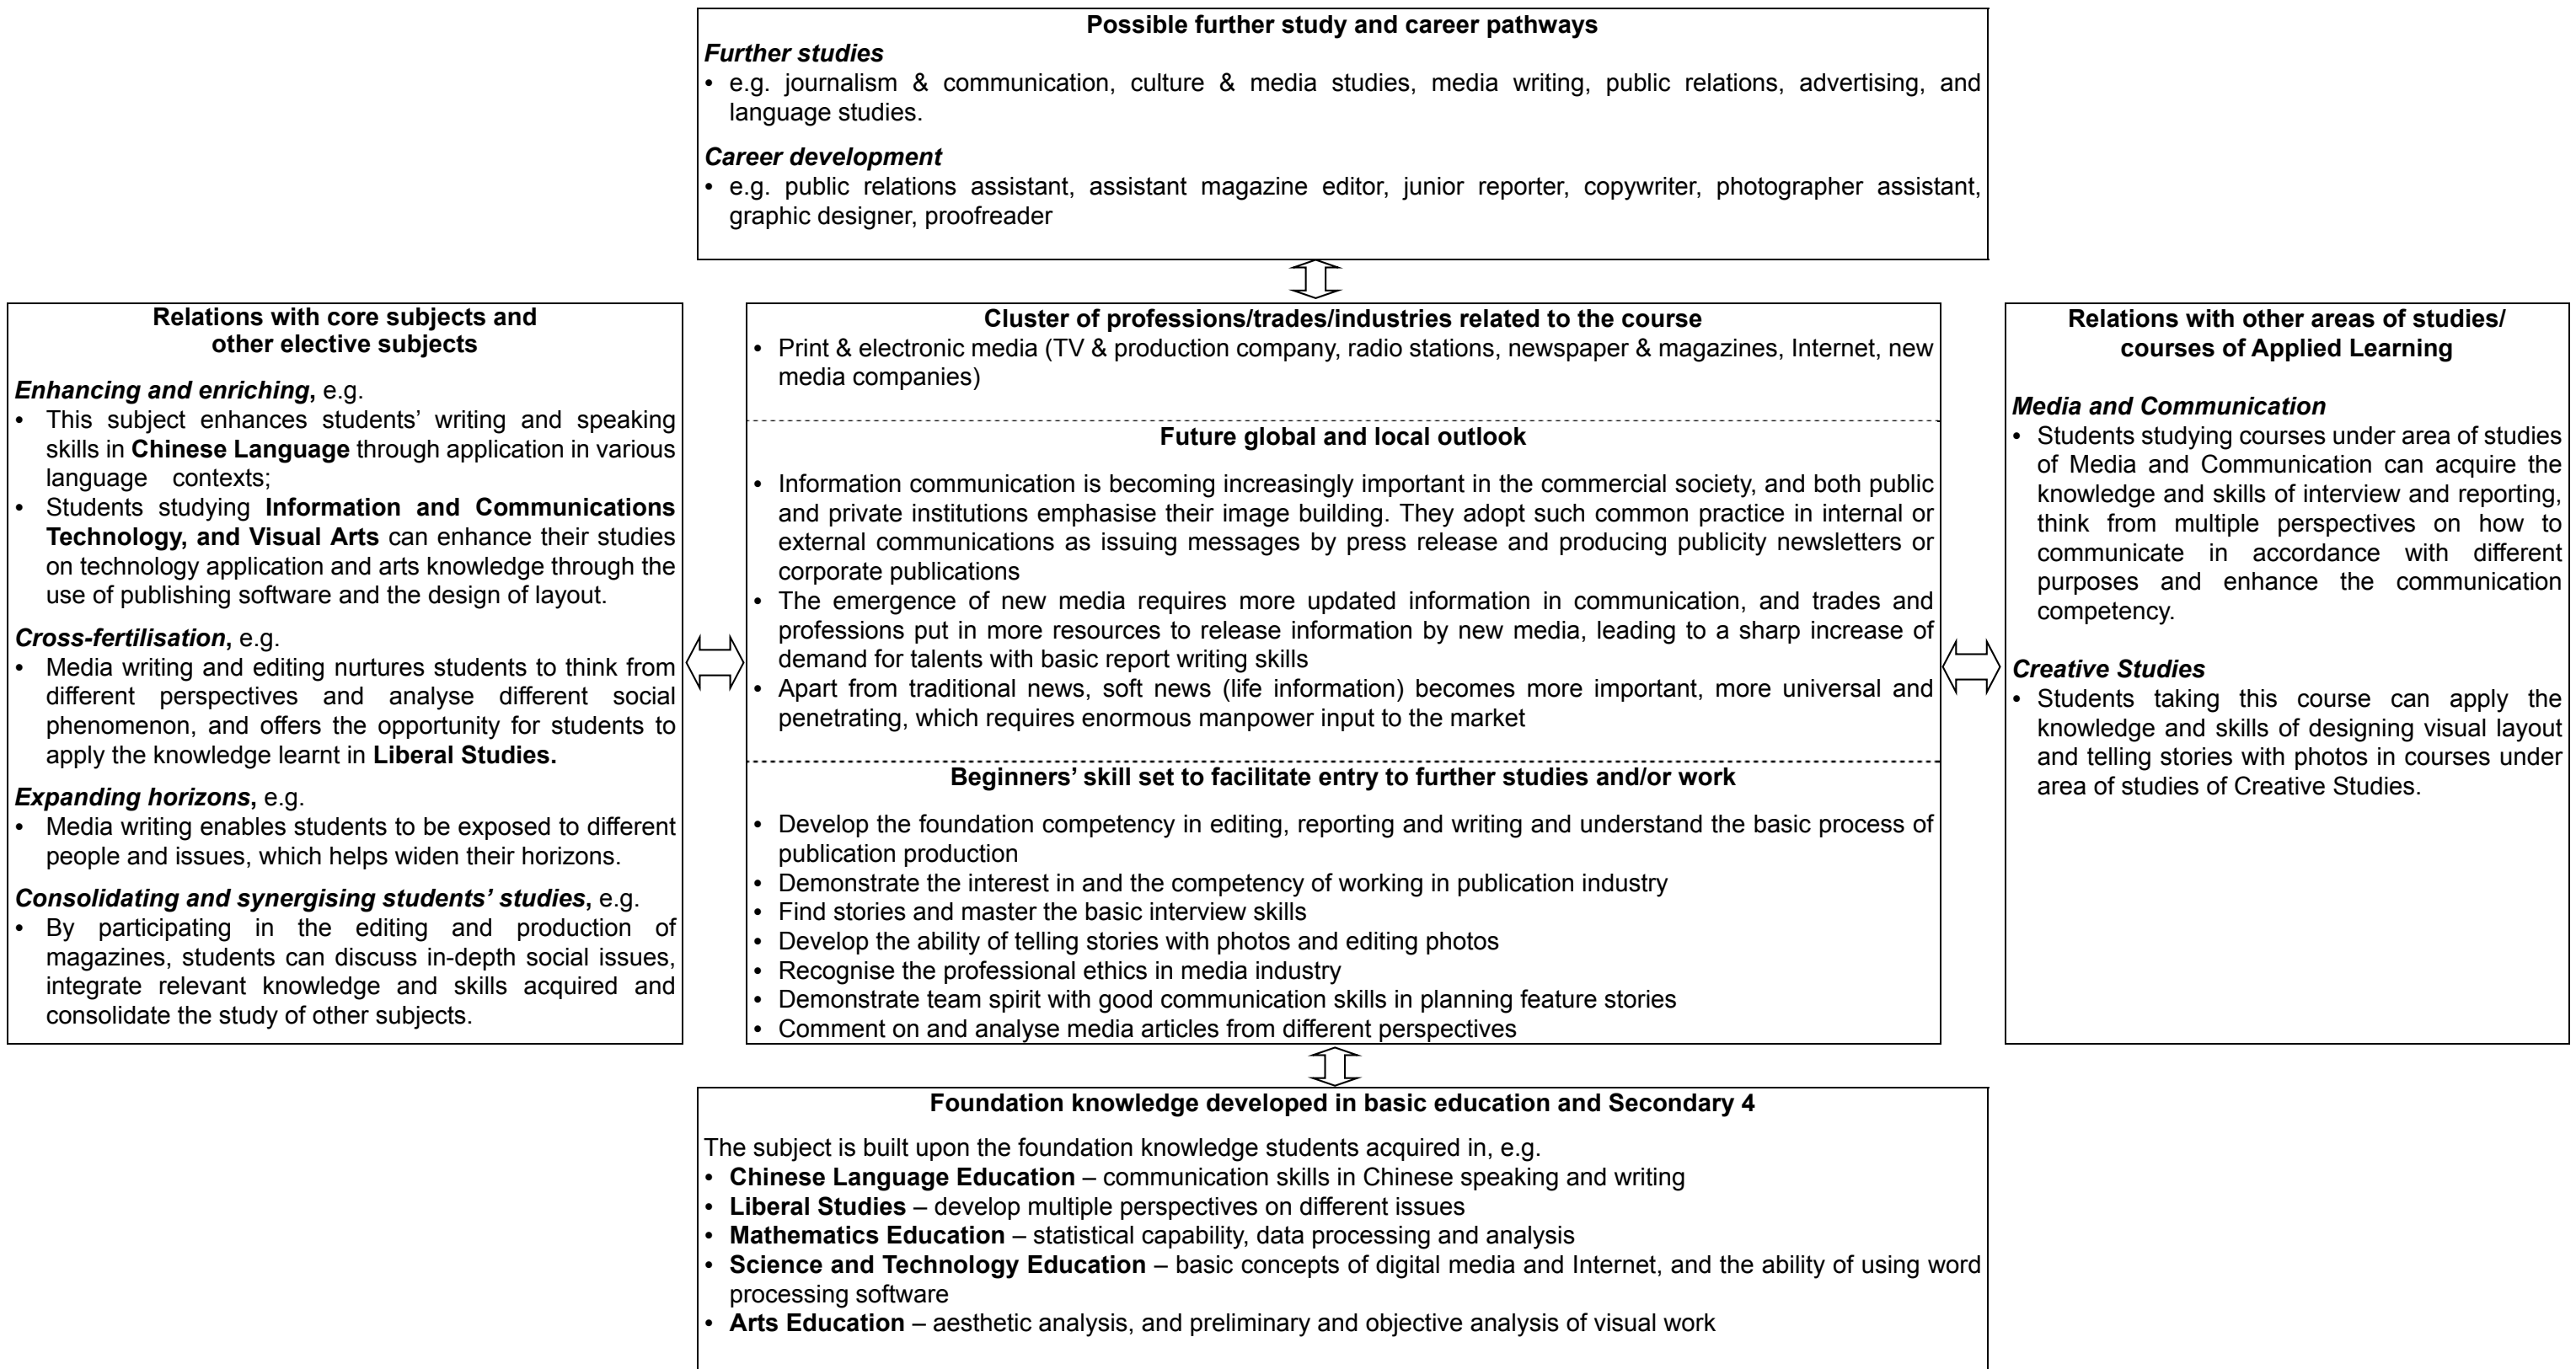 Possible further study and career pathways
Further studies
• e.g. journalism & communication, culture & media studies, media writing, public relations, advertising, and
language studies.
Career development
• e.g. public relations assistant, assistant magazine editor, junior reporter, copywriter, photographer assistant,
graphic designer, proofreader
Relations with core subjects and
other elective subjects
Enhancing and enriching, e.g.
• This subject enhances students’ writing and speaking
skills in Chinese Language through application in various
language contexts;
• Students studying Information and Communications
Technology, and Visual Arts can enhance their studies
on technology application and arts knowledge through the
use of publishing software and the design of layout.
Cross-fertilisation, e.g.
• Media writing and editing nurtures students to think from
different perspectives and analyse different social
phenomenon, and offers the opportunity for students to
apply the knowledge learnt in Liberal Studies.
Expanding horizons, e.g.
• Media writing enables students to be exposed to different
people and issues, which helps widen their horizons.
Consolidating and synergising students’ studies, e.g.
• By participating in the editing and production of
magazines, students can discuss in-depth social issues,
integrate relevant knowledge and skills acquired and
consolidate the study of other subjects.
Cluster of professions/trades/industries related to the course
• Print & electronic media (TV & production company, radio stations, newspaper & magazines, Internet, new
media companies)
Future global and local outlook
• Information communication is becoming increasingly important in the commercial society, and both public
and private institutions emphasise their image building. They adopt such common practice in internal or
external communications as issuing messages by press release and producing publicity newsletters or
corporate publications
• The emergence of new media requires more updated information in communication, and trades and
professions put in more resources to release information by new media, leading to a sharp increase of
demand for talents with basic report writing skills
• Apart from traditional news, soft news (life information) becomes more important, more universal and
penetrating, which requires enormous manpower input to the market
Beginners’ skill set to facilitate entry to further studies and/or work
• Develop the foundation competency in editing, reporting and writing and understand the basic process of
publication production
• Demonstrate the interest in and the competency of working in publication industry
• Find stories and master the basic interview skills
• Develop the ability of telling stories with photos and editing photos
• Recognise the professional ethics in media industry
• Demonstrate team spirit with good communication skills in planning feature stories
• Comment on and analyse media articles from different perspectives
Relations with other areas of studies/
courses of Applied Learning
Media and Communication
• Students studying courses under area of studies
of Media and Communication can acquire the
knowledge and skills of interview and reporting,
think from multiple perspectives on how to
communicate in accordance with different
purposes and enhance the communication
competency.
Creative Studies
• Students taking this course can apply the
knowledge and skills of designing visual layout
and telling stories with photos in courses under
area of studies of Creative Studies.
Foundation knowledge developed in basic education and Secondary 4
The subject is built upon the foundation knowledge students acquired in, e.g.
• Chinese Language Education – communication skills in Chinese speaking and writing
• Liberal Studies – develop multiple perspectives on different issues
• Mathematics Education – statistical capability, data processing and analysis
• Science and Technology Education – basic concepts of digital media and Internet, and the ability of using word
processing software
• Arts Education – aesthetic analysis, and preliminary and objective analysis of visual work